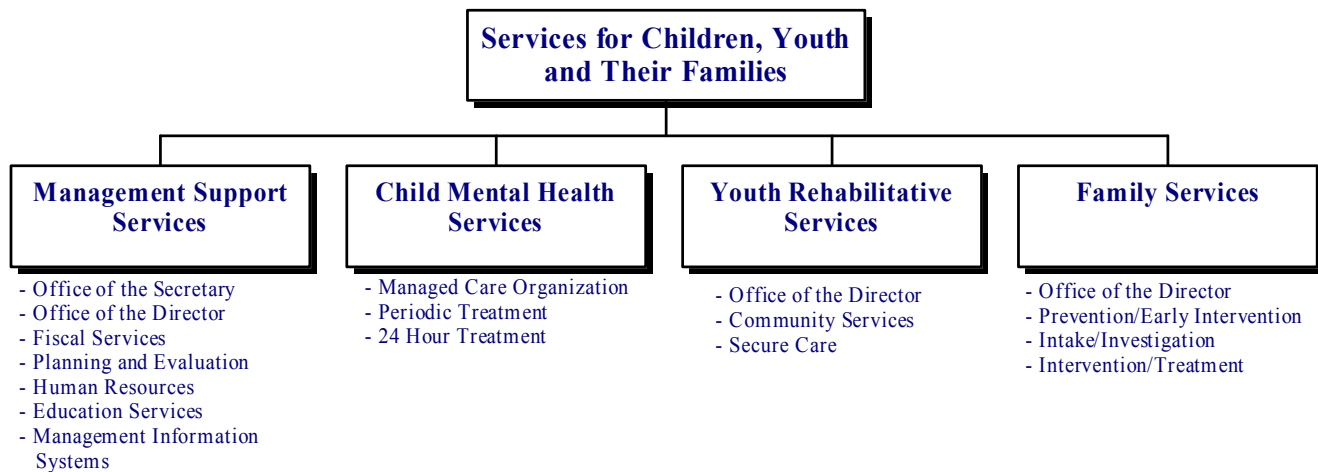 Services for Children, Youth
and Their Families
Management Support
Services
- Office of the Secretary
- Office of the Director
- Fiscal Services
- Planning and Evaluation
- Human Resources
- Education Services
- Management Information
Systems
Child Mental Health
Services
- Managed Care Organization
- Periodic Treatment
- 24 Hour Treatment
Youth Rehabilitative
Services
- Office of the Director
- Community Services
- Secure Care
Family Services
- Office of the Director
- Prevention/Early Intervention
- Intake/Investigation
- Intervention/Treatment